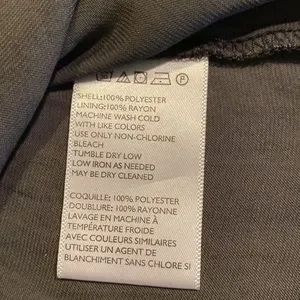 SHELL:100% POLYESTER
LINING:100% RAYON
MACHINE WASH COLD
WITH LIKE COLORS
USE ONLY NON-CHLORINE
BLEACH
TUMBLE DRY LOW
LOW IRON AS NEEDED
MAY BE DRY CLEANED
COQUILLE: 100% POLYESTER
DOUBLURE: 100% RAYONNE
LAVAGE EN MACHINE À
TEMPÉRATURE FROIDE
AVEC COULEURS SIMILAIRES
UTILISER UN AGENT DE
BLANCHIMENT SANS CHLORE SI